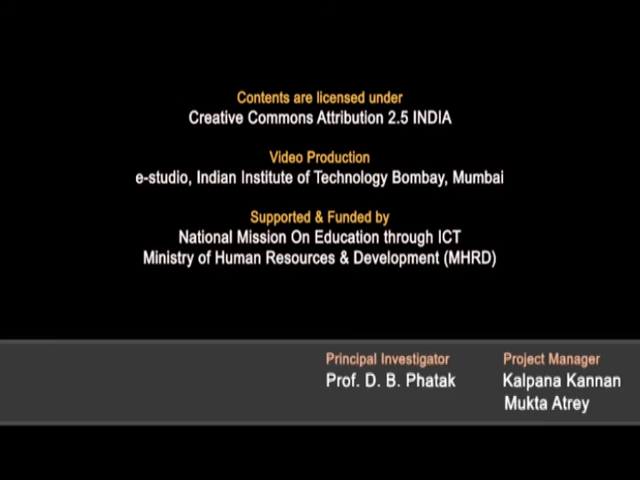 Contents are licensed under
Creative Commons Attribution 2.5 INDIA
Video Production
e-studio, Indian Institute of Technology Bombay, Mumbai
Supported & Funded by
National Mission On Education through ICT
Ministry of Human Resources & Development (MHRD)
Principal Investigator
Prof. D. B. Phatak
Project Manager
Kalpana Kannan
Mukta Atrey